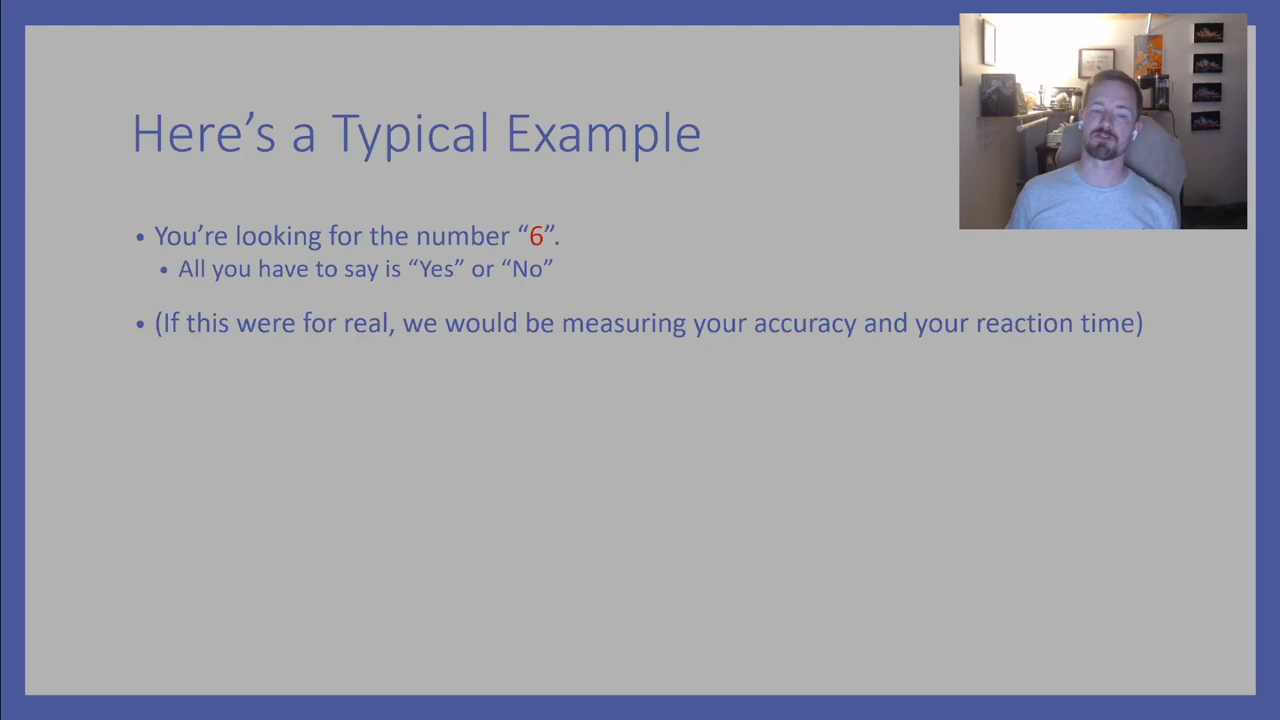 Here’s a Typical Example
• You’re looking for the number “6”.
• All you have to say is “Yes” or “No”
• (If this were for real, we would be measuring your accuracy and your reaction time)